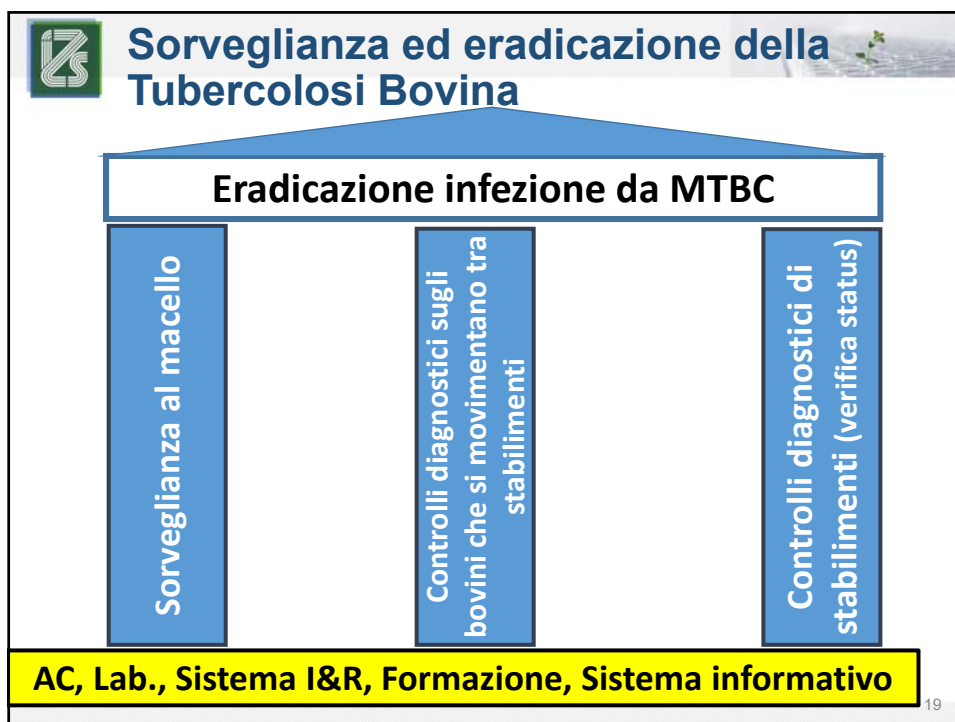 IZS
Sorveglianza ed eradicazione della
Tubercolosi Bovina
Eradicazione infezione da MTBC
Sorveglianza al macello
Controlli diagnostici sugli
bovini che si movimentano tra
stabilimenti
Controlli diagnostici di
stabilimenti (verifica status)
AC, Lab., Sistema I&R, Formazione, Sistema informativo
19